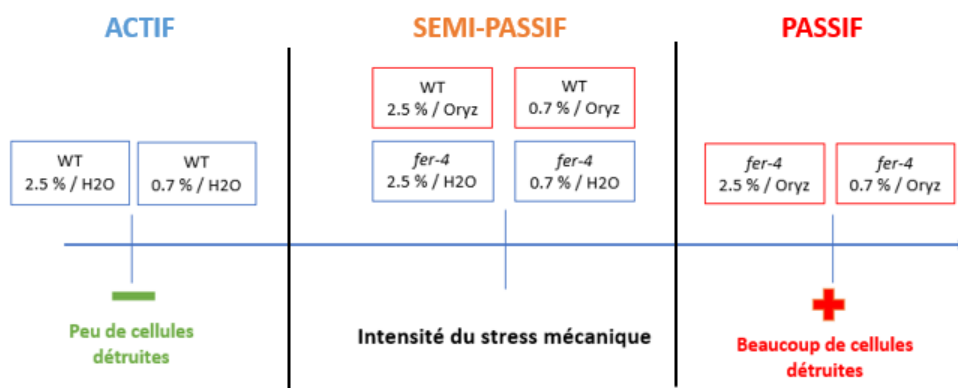 ACTIF
SEMI-PASSIF
PASSIF
WT
2.5 % / Oryz
WT
0.7 % / Oryz
WT
2.5 % / H2O
WT
0.7 % / H2O
fer-4
2.5 % / H2O
fer-4
0.7 % / H2O
fer-4
2.5 % / Oryz
fer-4
0.7 % / Oryz
Peu de cellules
détruites
Intensité du stress mécanique
Beaucoup de cellules
détruites